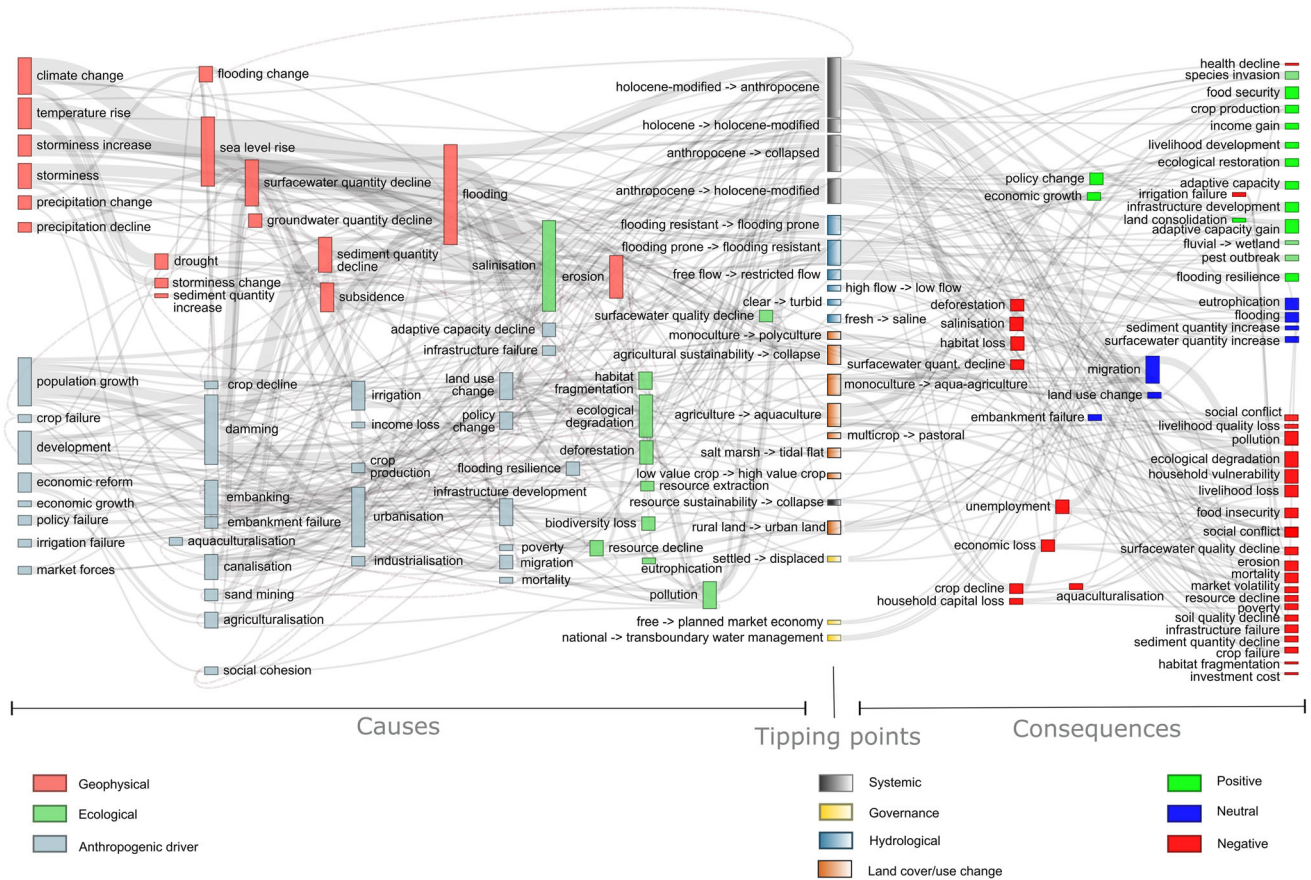 climate change
temperature rise
storminess increase
storminess
precipitation change
precipitation decline
population growth
crop failure
development
economic reform
economic growth
policy failure
irrigation failure
market forces
drought
storminess change
sediment quantity
increase
aquaculturalisation
flooding change
sea level rise
surfacewater quantity decline
groundwater quantity decline
sediment quantity
decline
subsidence
crop decline
damming
embanking
embankment failure
canalisation
sand mining
agriculturalisation
social cohesion
irrigation
income loss
crop
production
urbanisation
industrialisation
flooding
salinisation
erosion
adaptive capacity decline
infrastructure failure
land use
change
policy
change
flooding resilience
infrastructure development
poverty
migration
mortality
surfacewater quality decline
habitat
fragmentation
ecological
degradation
deforestation
resource extraction
biodiversity loss
resource decline
eutrophication
pollution
holocene-modified -> anthropocene
holocene -> holocene-modified
anthropocene -> collapsed
anthropocene -> holocene-modified
flooding resistant -> flooding prone
flooding prone -> flooding resistant
free flow -> restricted flow
high flow -> low flow
clear -> turbid
fresh -> saline
monoculture -> polyculture
agricultural sustainability -> collapse
monoculture -> aqua-agriculture
agriculture -> aquaculture
multicrop -> pastoral
salt marsh -> tidal flat
low value crop -> high value crop
resource sustainability -> collapse
rural land -> urban land
settled -> displaced
free -> planned market economy
national -> transboundary water management
policy change
economic growth
deforestation
salinisation
habitat loss
surfacewater quant. decline
migration
land use change
embankment failure
unemployment
economic loss
crop decline
household capital loss
aquaculturalisation
health decline
species invasion
food security
crop production
income gain
livelihood development
ecological restoration
adaptive capacity
irrigation failure
infrastructure development
land consolidation
adaptive capacity gain
fluvial -> wetland
pest outbreak
flooding resilience
eutrophication
flooding
sediment quantity increase
surfacewater quantity increase
social conflict
livelihood quality loss
pollution
ecological degradation
household vulnerability
livelihood loss
food insecurity
social conflict
surfacewater quality decline
erosion
mortality
market volatility
resource decline
poverty
soil quality decline
infrastructure failure
sediment quantity decline
crop failure
habitat fragmentation
investment cost
Causes
Tipping points
Consequences
Geophysical
Ecological
Anthropogenic driver
Systemic
Governance
Hydrological
Land cover/use change
Positive
Neutral
Negative